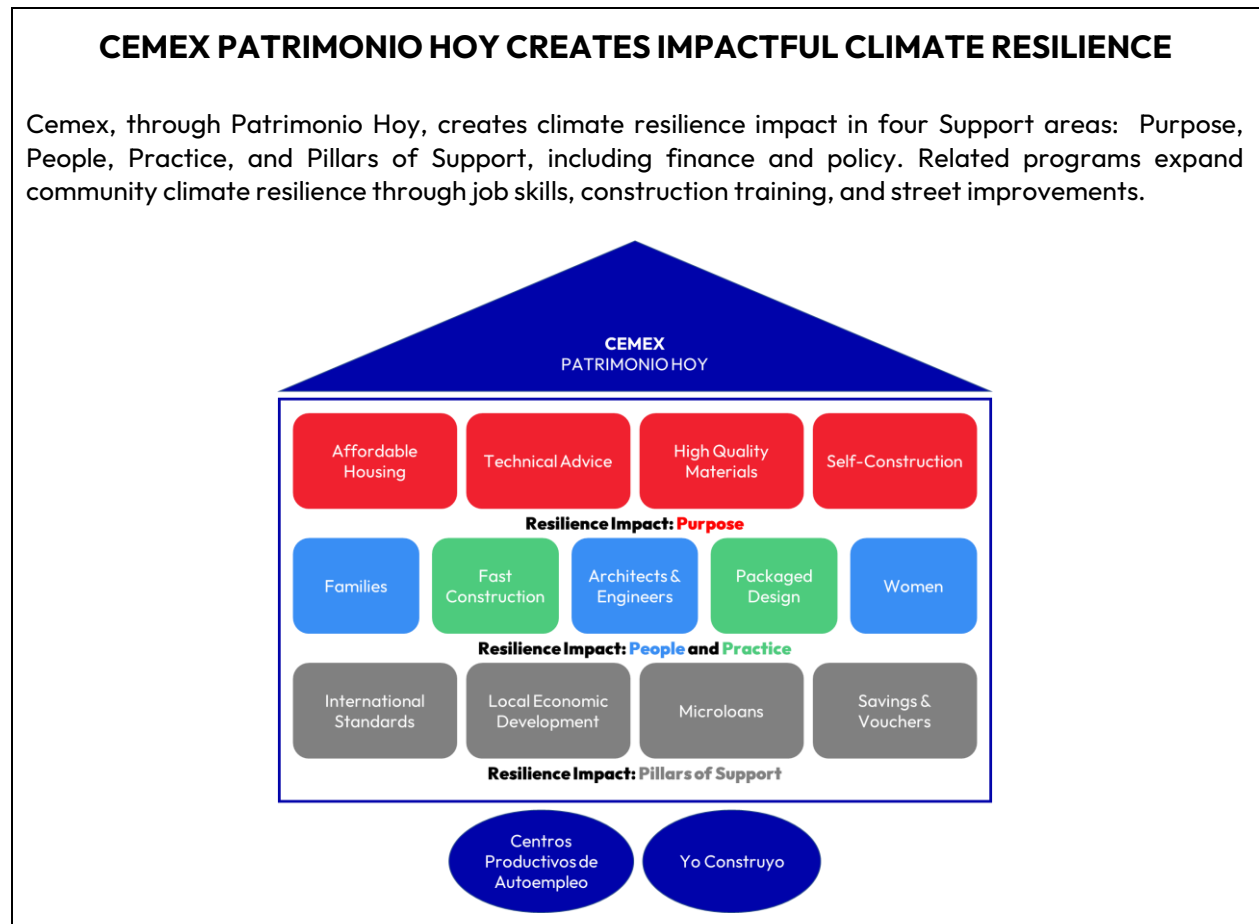 CEMEX PATRIMONIO HOY CREATES IMPACTFUL CLIMATE RESILIENCE
Cemex, through Patrimonio Hoy, creates climate resilience impact in four Support areas: Purpose,
People, Practice, and Pillars of Support, including finance and policy. Related programs expand
community climate resilience through job skills, construction training, and street improvements.
CEMEX
PATRIMONIO HOY
Affordable
Housing
Technical Advice
High Quality
Materials
Self-Construction
Resilience Impact: Purpose
Families
Fast
Construction
Architects &
Engineers
Packaged
Design
Women
Resilience Impact: People and Practice
International
Standards
Local Economic
Development
Microloans
Savings &
Vouchers
Resilience Impact: Pillars of Support
Centros
Productivos de
Autoempleo
Yo Construyo